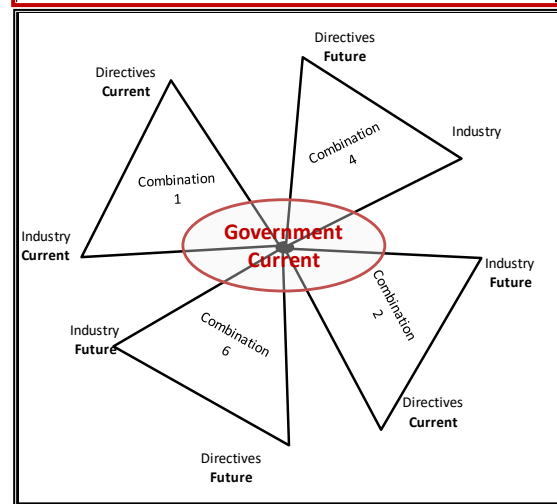 Directives
Future
Directives
Current
Industry
Combination
4
Combination
1
Government
Current
Industry
Current
Industry
Future
Combination
2
Industry
Future
Combination
6
Directives
Current
Directives
Future